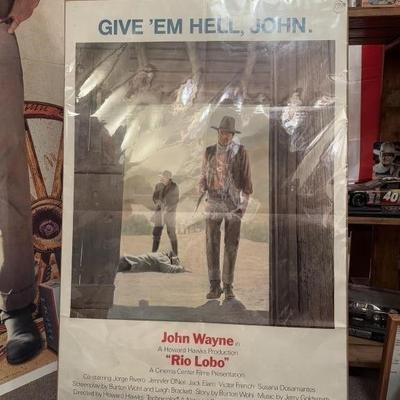 GIVE 'EM HELL, JOHN.
John Wayne in
A Howard Hawks Production
"Rio Lobo"
A Cinema Center Films Presentation.
Co-starring Jorge Rivero Jennifer O'Neill Jack Elam Victor French Susana Dosamantes
Screenplay by Burton Wohl and Leigh Brackett Story by Burton Wohl Music by Jerry Goldsmith
Directed by Howard Hawks Technicolor
40